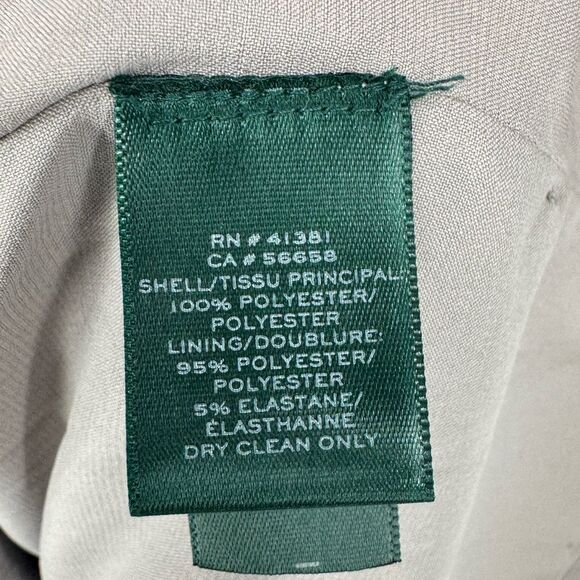 RN # 41381
CA # 56658
SHELL/TISSU PRINCIPAL:
100% POLYESTER/
POLYESTER
LINING/DOUBLURE:
95% POLYESTER/
POLYESTER
5% ELASTANE/
ÉLASTHANNE
DRY CLEAN ONLY